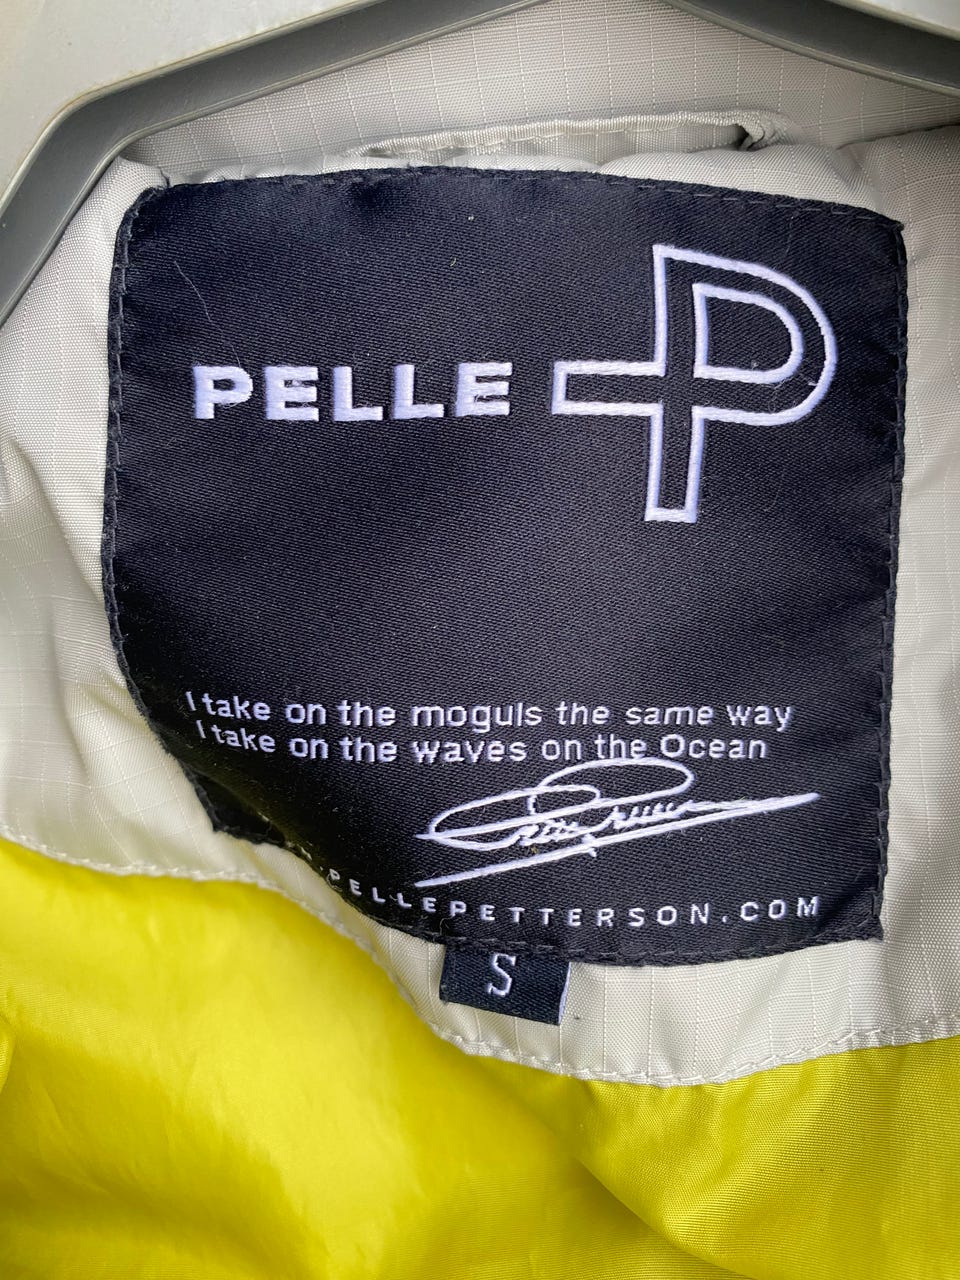 PELLE P
I take on the moguls the same way
I take on the waves on the Ocean
.PELLEPETTERSON.COM
S